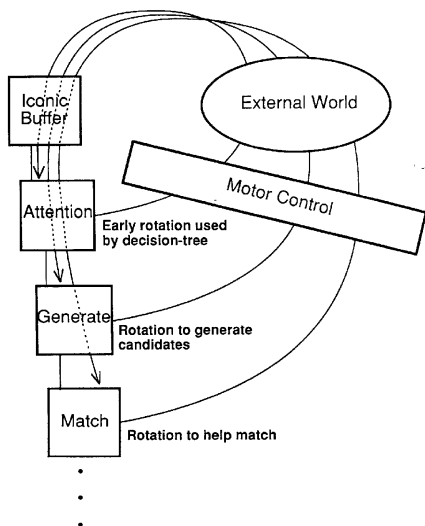 Iconic
Buffer
External World
Motor Control
Attention
Early rotation used
by decision-tree
Generate
Rotation to generate
candidates
Match
Rotation to help match